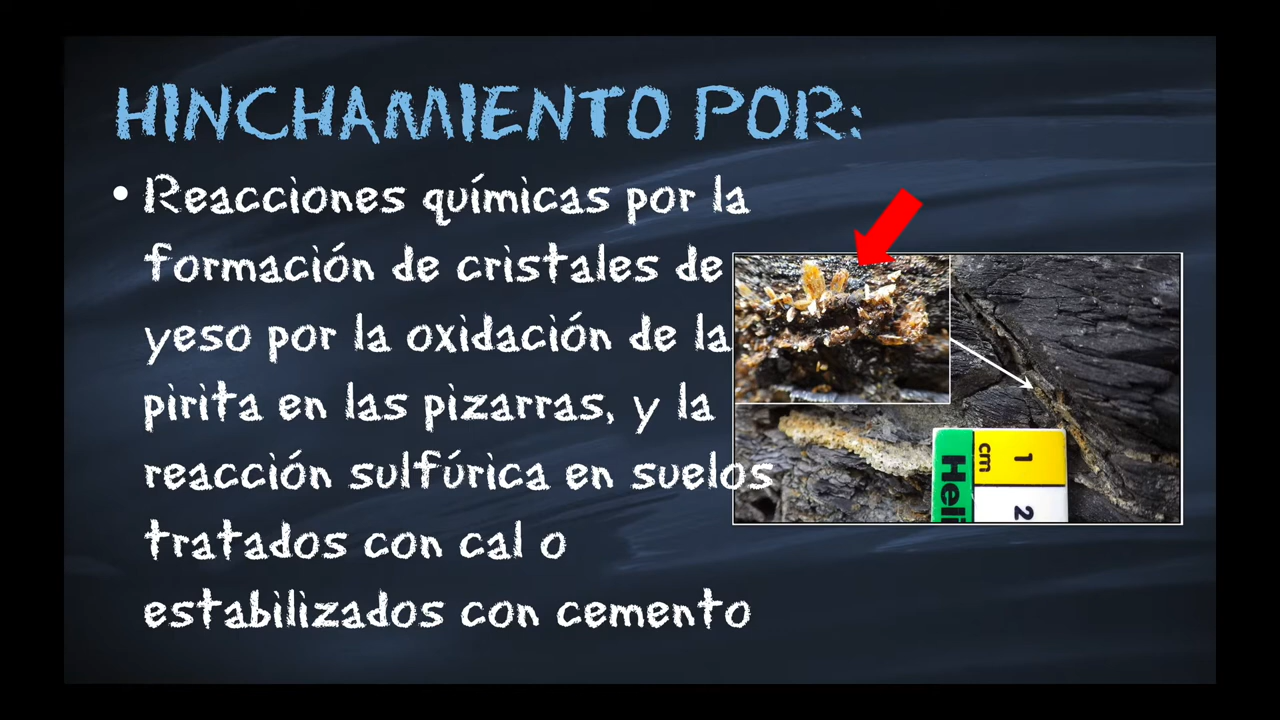 HINCHAMIENTO POR:
• Reacciones químicas por la
formación de cristales de
yeso por la oxidación de la
pirita en las pizarras, y la
reacción sulfúrica en suelos
tratados con cal o
estabilizados con cemento
cm 1
2